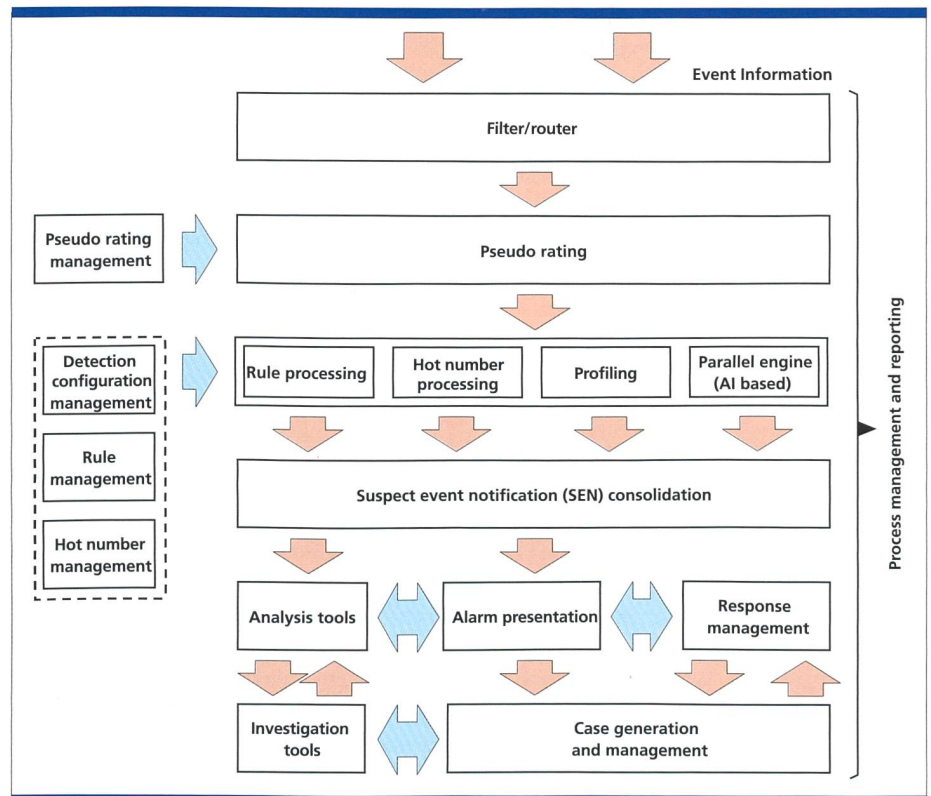 Event Information
Filter/router
Pseudo rating
management
Pseudo rating
Detection
configuration
management
Rule
management
Hot number
management
Rule processing
Hot number
processing
Profiling
Parallel engine
(AI based)
Suspect event notification (SEN) consolidation
Analysis tools
Alarm presentation
Response
management
Investigation
tools
Case generation
and management
Process management and reporting